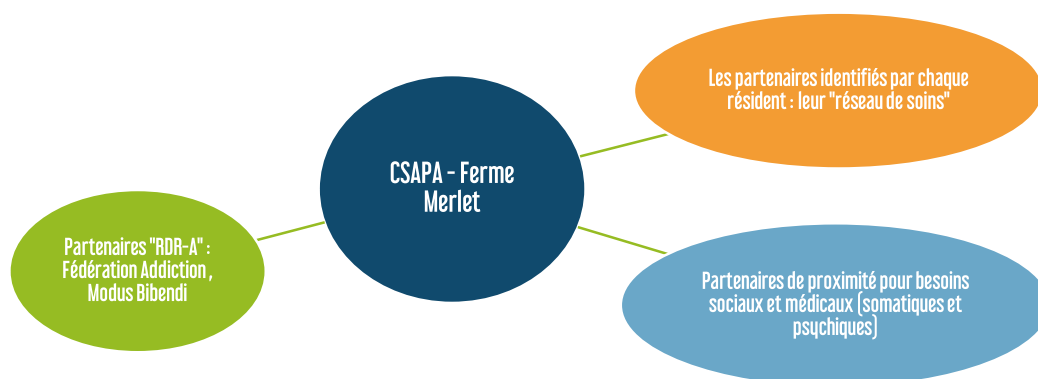 Les partenaires identifiés par chaque
résident : leur "réseau de soins"
CSAPA - Ferme
Merlet
Partenaires "RDR-A" :
Fédération Addiction ,
Modus Bibendi
Partenaires de proximité pour besoins
sociaux et médicaux (somatiques et
psychiques)